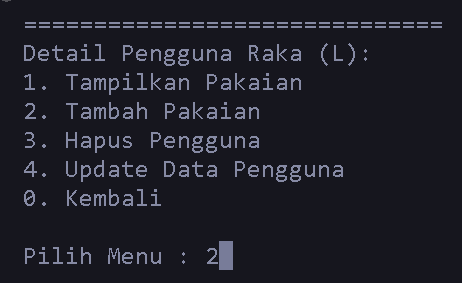 ==============================
Detail Pengguna Raka (L):
1. Tampilkan Pakaian
2. Tambah Pakaian
3. Hapus Pengguna
4. Update Data Pengguna
0. Kembali
Pilih Menu : 2